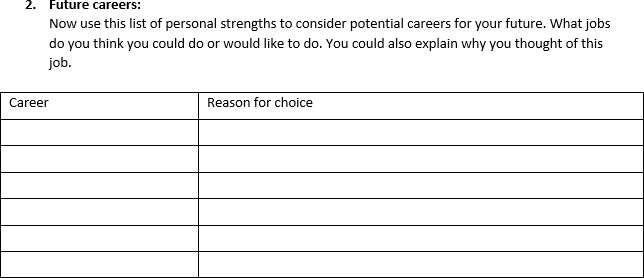 2. Future careers:
Now use this list of personal strengths to consider potential careers for your future. What jobs
do you think you could do or would like to do. You could also explain why you thought of this
job.
Career Reason for choice